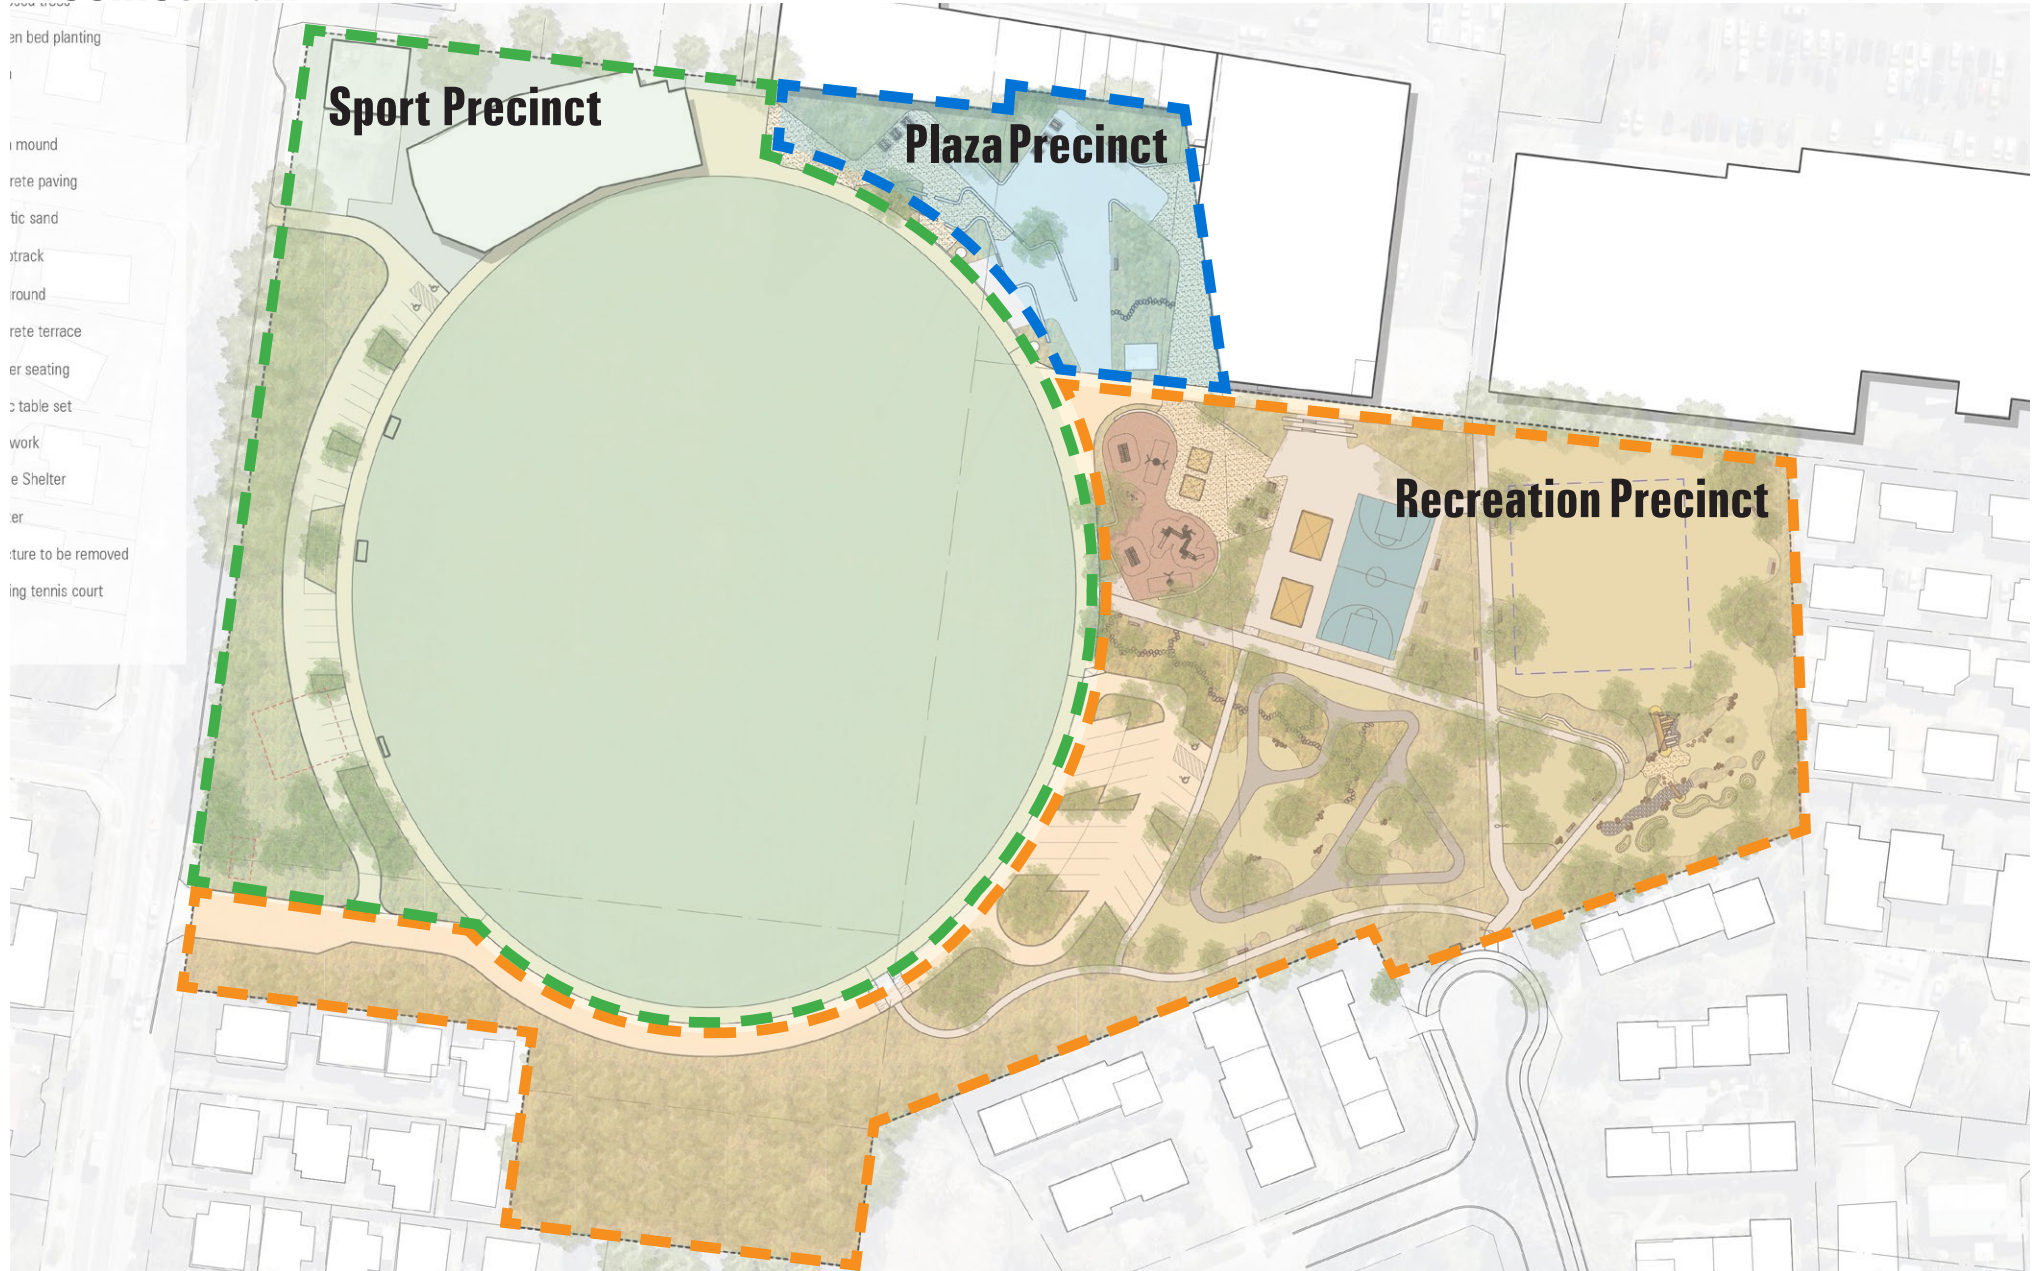 en bed planting
Sport Precinct
Plaza Precinct
mound
rete paving
tic sand
track
round
rete terrace
er seating
c table set
work
Recreation Precinct
e Shelter
er
cture to be removed
ing tennis court